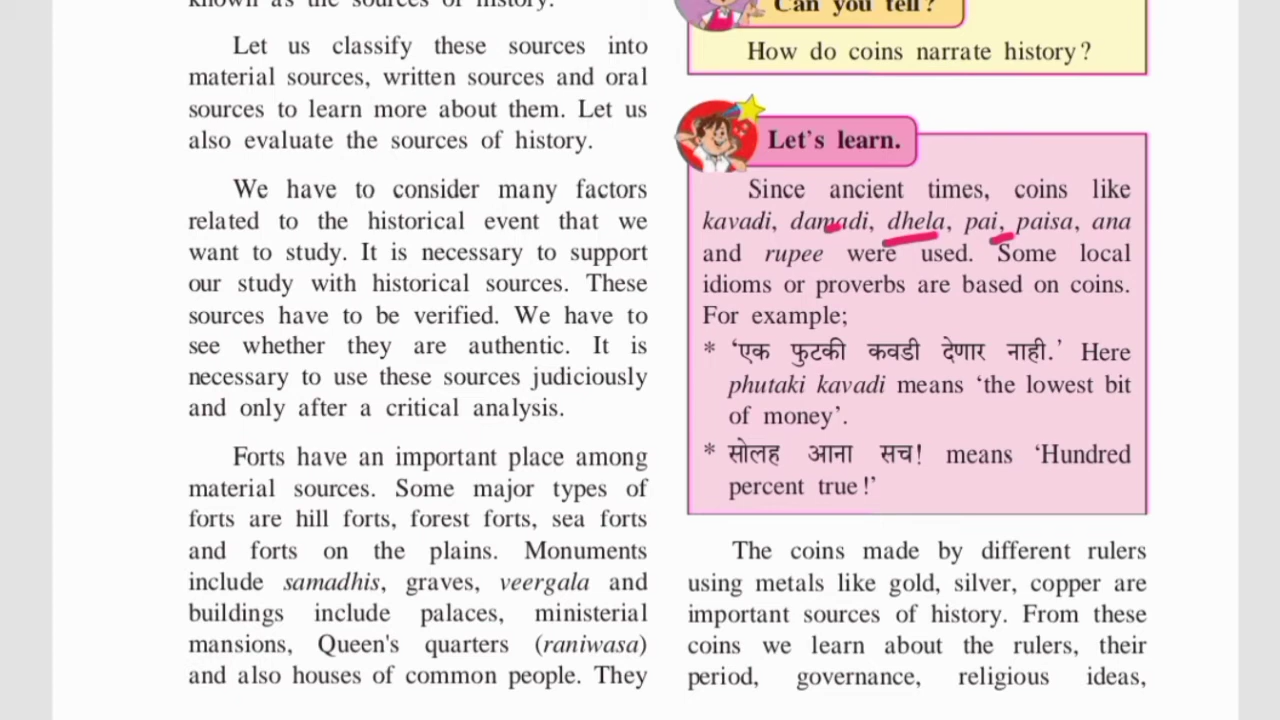 known as the sources of history.
Let us classify these sources into
material sources, written sources and oral
sources to learn more about them. Let us
also evaluate the sources of history.
We have to consider many factors
related to the historical event that we
want to study. It is necessary to support
our study with historical sources. These
sources have to be verified. We have to
see whether they are authentic. It is
necessary to use these sources judiciously
and only after a critical analysis.
Forts have an important place among
material sources. Some major types of
forts are hill forts, forest forts, sea forts
and forts on the plains. Monuments
include samadhis, graves, veergala and
buildings include palaces, ministerial
mansions, Queen's quarters (raniwasa)
and also houses of common people. They
Can you tell?
How do coins narrate history?
Let's learn.
Since ancient times, coins like
kavadi, damadi, dhela, pai, paisa, ana
and rupee were used. Some local
idioms or proverbs are based on coins.
For example;
* ‘एक फुटकी कवडी देणार नाही.’ Here
phutaki kavadi means ‘the lowest bit
of money’.
* सोलह आना सच! means ‘Hundred
percent true!’
The coins made by different rulers
using metals like gold, silver, copper are
important sources of history. From these
coins we learn about the rulers, their
period, governance, religious ideas,